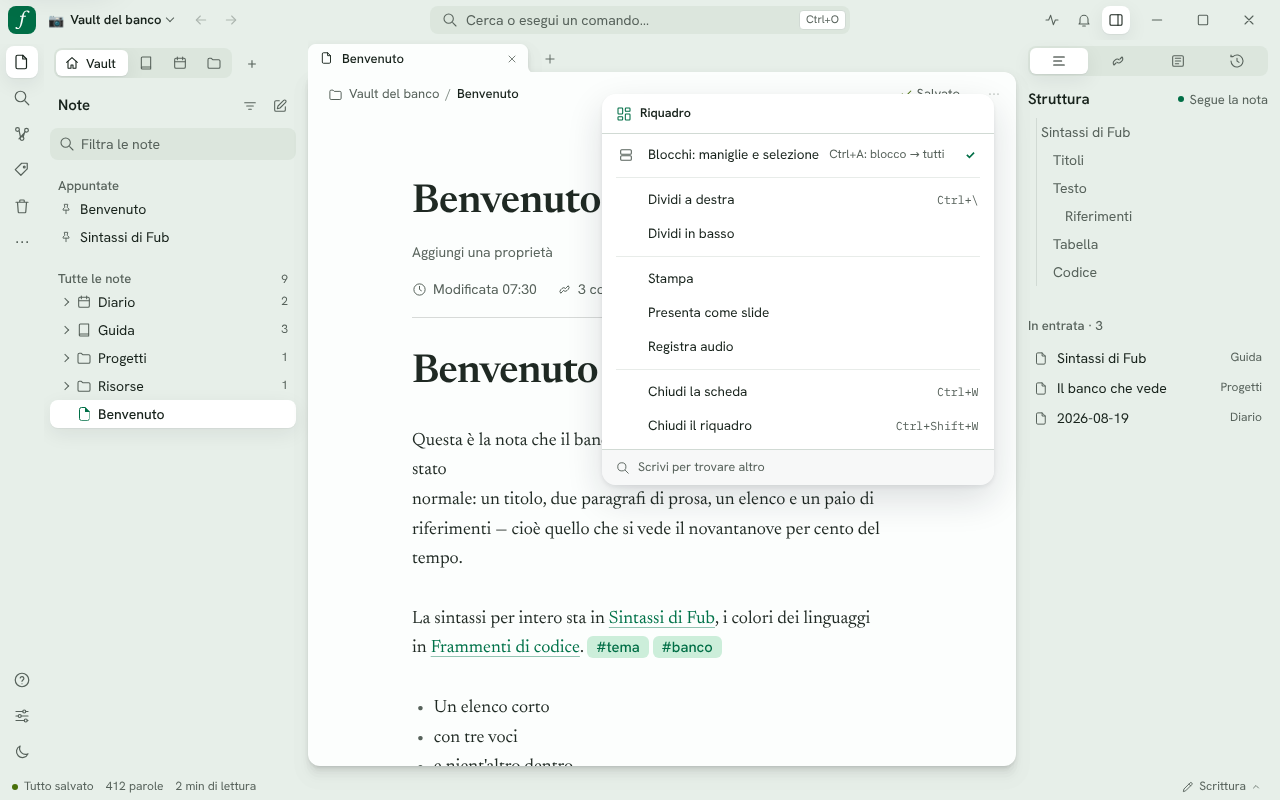 f
Vault del banco
Cerca o esegui un comando...
Ctrl+O
Vault
Note
Filtra le note
Appuntate
Benvenuto
Sintassi di Fub
Tutte le note 9
Diario 2
Guida 3
Progetti 1
Risorse 1
Benvenuto
Tutto salvato 412 parole 2 min di lettura
Benvenuto
Vault del banco / Benvenuto
Salvato
Benvenuto
Aggiungi una proprietà
Modificata 07:30 3 co
Benvenuto
Questa è la nota che il ban
stato
normale: un titolo, due paragrafi di prosa, un elenco e un paio di
riferimenti — cioè quello che si vede il novantanove per cento del
tempo.
La sintassi per intero sta in Sintassi di Fub, i colori dei linguaggi
in Frammenti di codice. #tema #banco
• Un elenco corto
• con tre voci
• e nient'altro dentro
Riquadro
Blocchi: maniglie e selezione Ctrl+A: blocco → tutti
Dividi a destra Ctrl+\
Dividi in basso
Stampa
Presenta come slide
Registra audio
Chiudi la scheda Ctrl+W
Chiudi il riquadro Ctrl+Shift+W
Scrivi per trovare altro
Struttura Segue la nota
Sintassi di Fub
Titoli
Testo
Riferimenti
Tabella
Codice
In entrata · 3
Sintassi di Fub Guida
Il banco che vede Progetti
2026-08-19 Diario
Scrittura